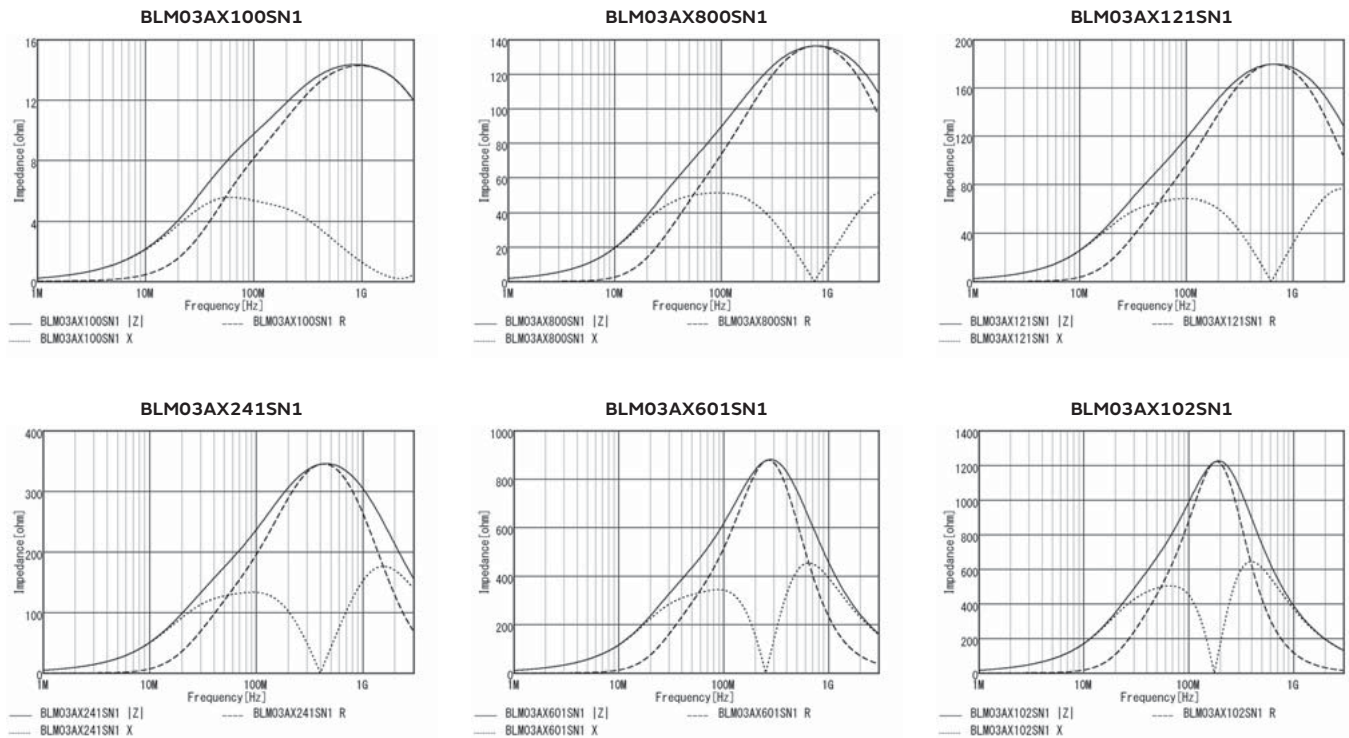 BLM03AX100SN1
16
12
8
4
0
Impedance[ohm]
1M 10M 100M 1G
Frequency[Hz]
BLM03AX100SN1 |Z| BLM03AX100SN1 R
BLM03AX100SN1 X
BLM03AX800SN1
140
120
100
80
60
40
20
0
Impedance[ohm]
1M 10M 100M 1G
Frequency[Hz]
BLM03AX800SN1 |Z| BLM03AX800SN1 R
BLM03AX800SN1 X
BLM03AX121SN1
200
160
120
80
40
0
Impedance[ohm]
1M 10M 100M 1G
Frequency[Hz]
BLM03AX121SN1 |Z| BLM03AX121SN1 R
BLM03AX121SN1 X
BLM03AX241SN1
400
300
200
100
0
Impedance[ohm]
1M 10M 100M 1G
Frequency[Hz]
BLM03AX241SN1 |Z| BLM03AX241SN1 R
BLM03AX241SN1 X
BLM03AX601SN1
1000
800
600
400
200
0
Impedance[ohm]
1M 10M 100M 1G
Frequency[Hz]
BLM03AX601SN1 |Z| BLM03AX601SN1 R
BLM03AX601SN1 X
BLM03AX102SN1
1400
1200
1000
800
600
400
200
0
Impedance[ohm]
1M 10M 100M 1G
Frequency[Hz]
BLM03AX102SN1 |Z| BLM03AX102SN1 R
BLM03AX102SN1 X